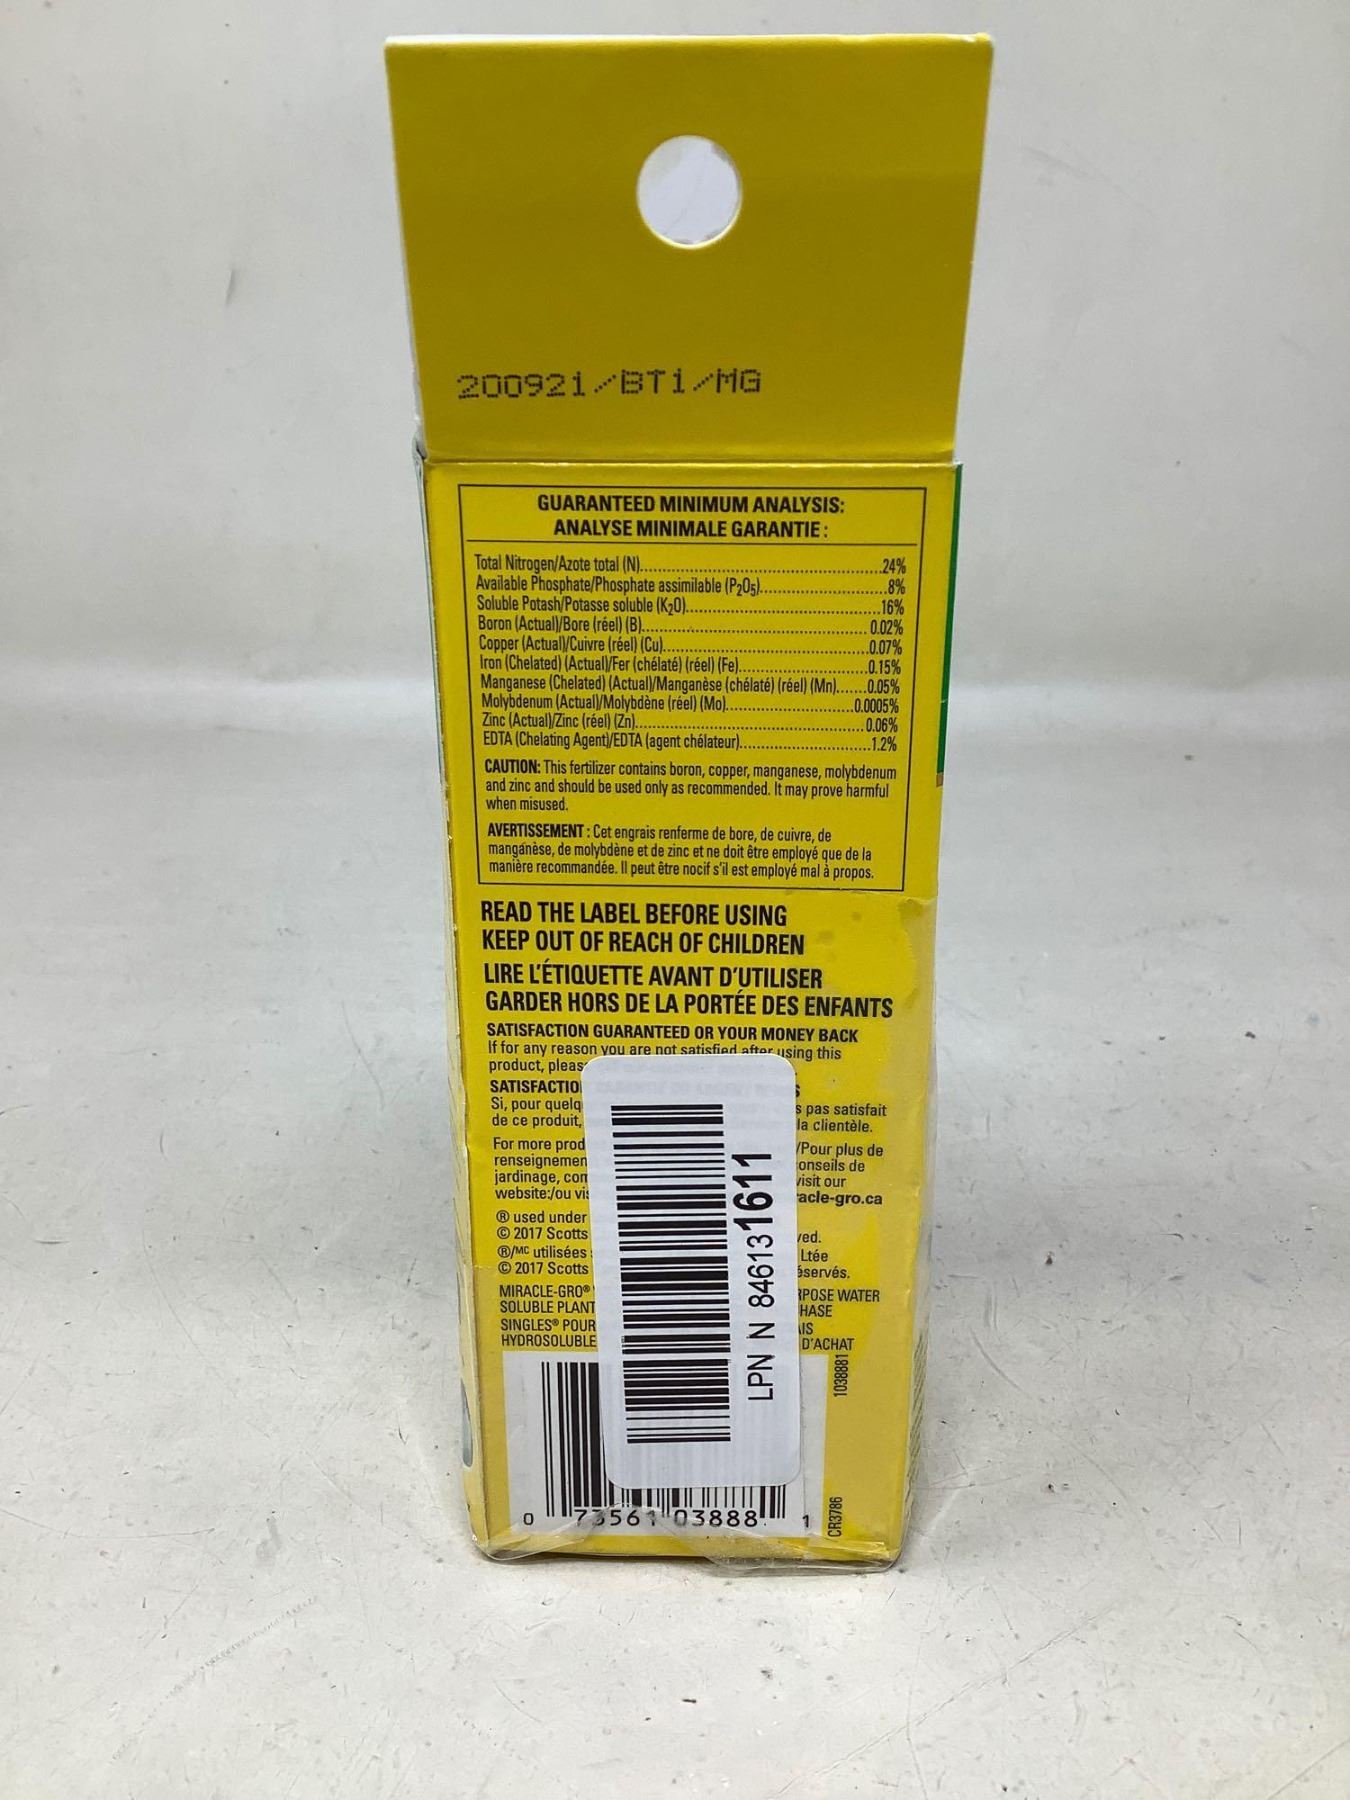 200921/BT1/MG
GUARANTEED MINIMUM ANALYSIS:
ANALYSE MINIMALE GARANTIE :
Total Nitrogen/Azote total (N)..........24%
Available Phosphate/Phosphate assimilable (P₂O₅)..........8%
Soluble Potash/Potasse soluble (K₂O)..........16%
Boron (Actual)/Bore (réel) (B)..........0.02%
Copper (Actual)/Cuivre (réel) (Cu)..........0.07%
Iron (Chelated) (Actual)/Fer (chélaté) (réel) (Fe)..........0.15%
Manganese (Chelated) (Actual)/Manganèse (chélaté) (réel) (Mn).......0.05%
Molybdenum (Actual)/Molybdène (réel) (Mo)..........0.0005%
Zinc (Actual)/Zinc (réel) (Zn)..........0.06%
EDTA (Chelating Agent)/EDTA (agent chélateur)..........1.2%
CAUTION: This fertilizer contains boron, copper, manganese, molybdenum
and zinc and should be used only as recommended. It may prove harmful
when misused.
AVERTISSEMENT : Cet engrais renferme de bore, de cuivre, de
manganèse, de molybdène et de zinc et ne doit être employé que de la
manière recommandée. Il peut être nocif s'il est employé mal à propos.
READ THE LABEL BEFORE USING
KEEP OUT OF REACH OF CHILDREN
LIRE L'ÉTIQUETTE AVANT D'UTILISER
GARDER HORS DE LA PORTÉE DES ENFANTS
SATISFACTION GUARANTEED OR YOUR MONEY BACK
If for any reason you are not satisfied after using this
product, pleas
SATISFACTIO S
Si, pour quelq s pas satisfait
de ce produit, la clientèle.
For more prod /Pour plus de
renseignemen onseils de
jardinage, con visit our
website:/ou vis racle-gro.ca
® used under
© 2017 Scotts ved.
®/MC utilisées Ltée
© 2017 Scotts éservés.
MIRACLE-GRO® RPOSE WATER
SOLUBLE PLANT HASE
SINGLES® POUR AIS
HYDROSOLUBLE D'ACHAT
LPN N 846131611
1038881
CR3786
0 73561 03888 1